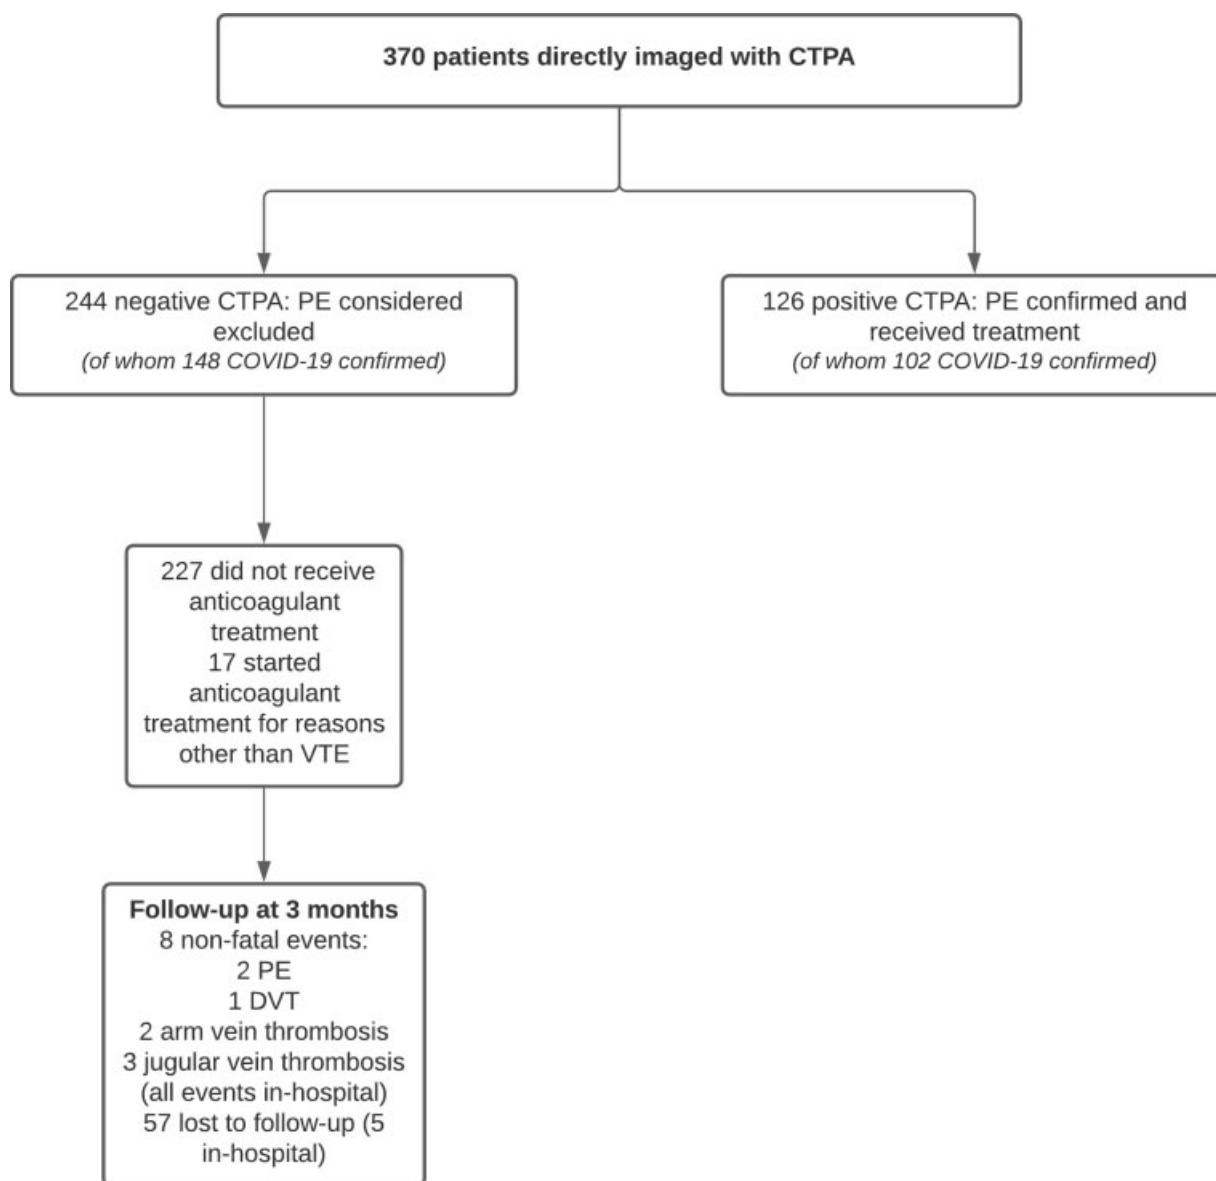 370 patients directly imaged with CTPA
244 negative CTPA: PE considered
excluded
(of whom 148 COVID-19 confirmed)
126 positive CTPA: PE confirmed and
received treatment
(of whom 102 COVID-19 confirmed)
227 did not receive
anticoagulant
treatment
17 started
anticoagulant
treatment for reasons
other than VTE
Follow-up at 3 months
8 non-fatal events:
2 PE
1 DVT
2 arm vein thrombosis
3 jugular vein thrombosis
(all events in-hospital)
57 lost to follow-up (5
in-hospital)